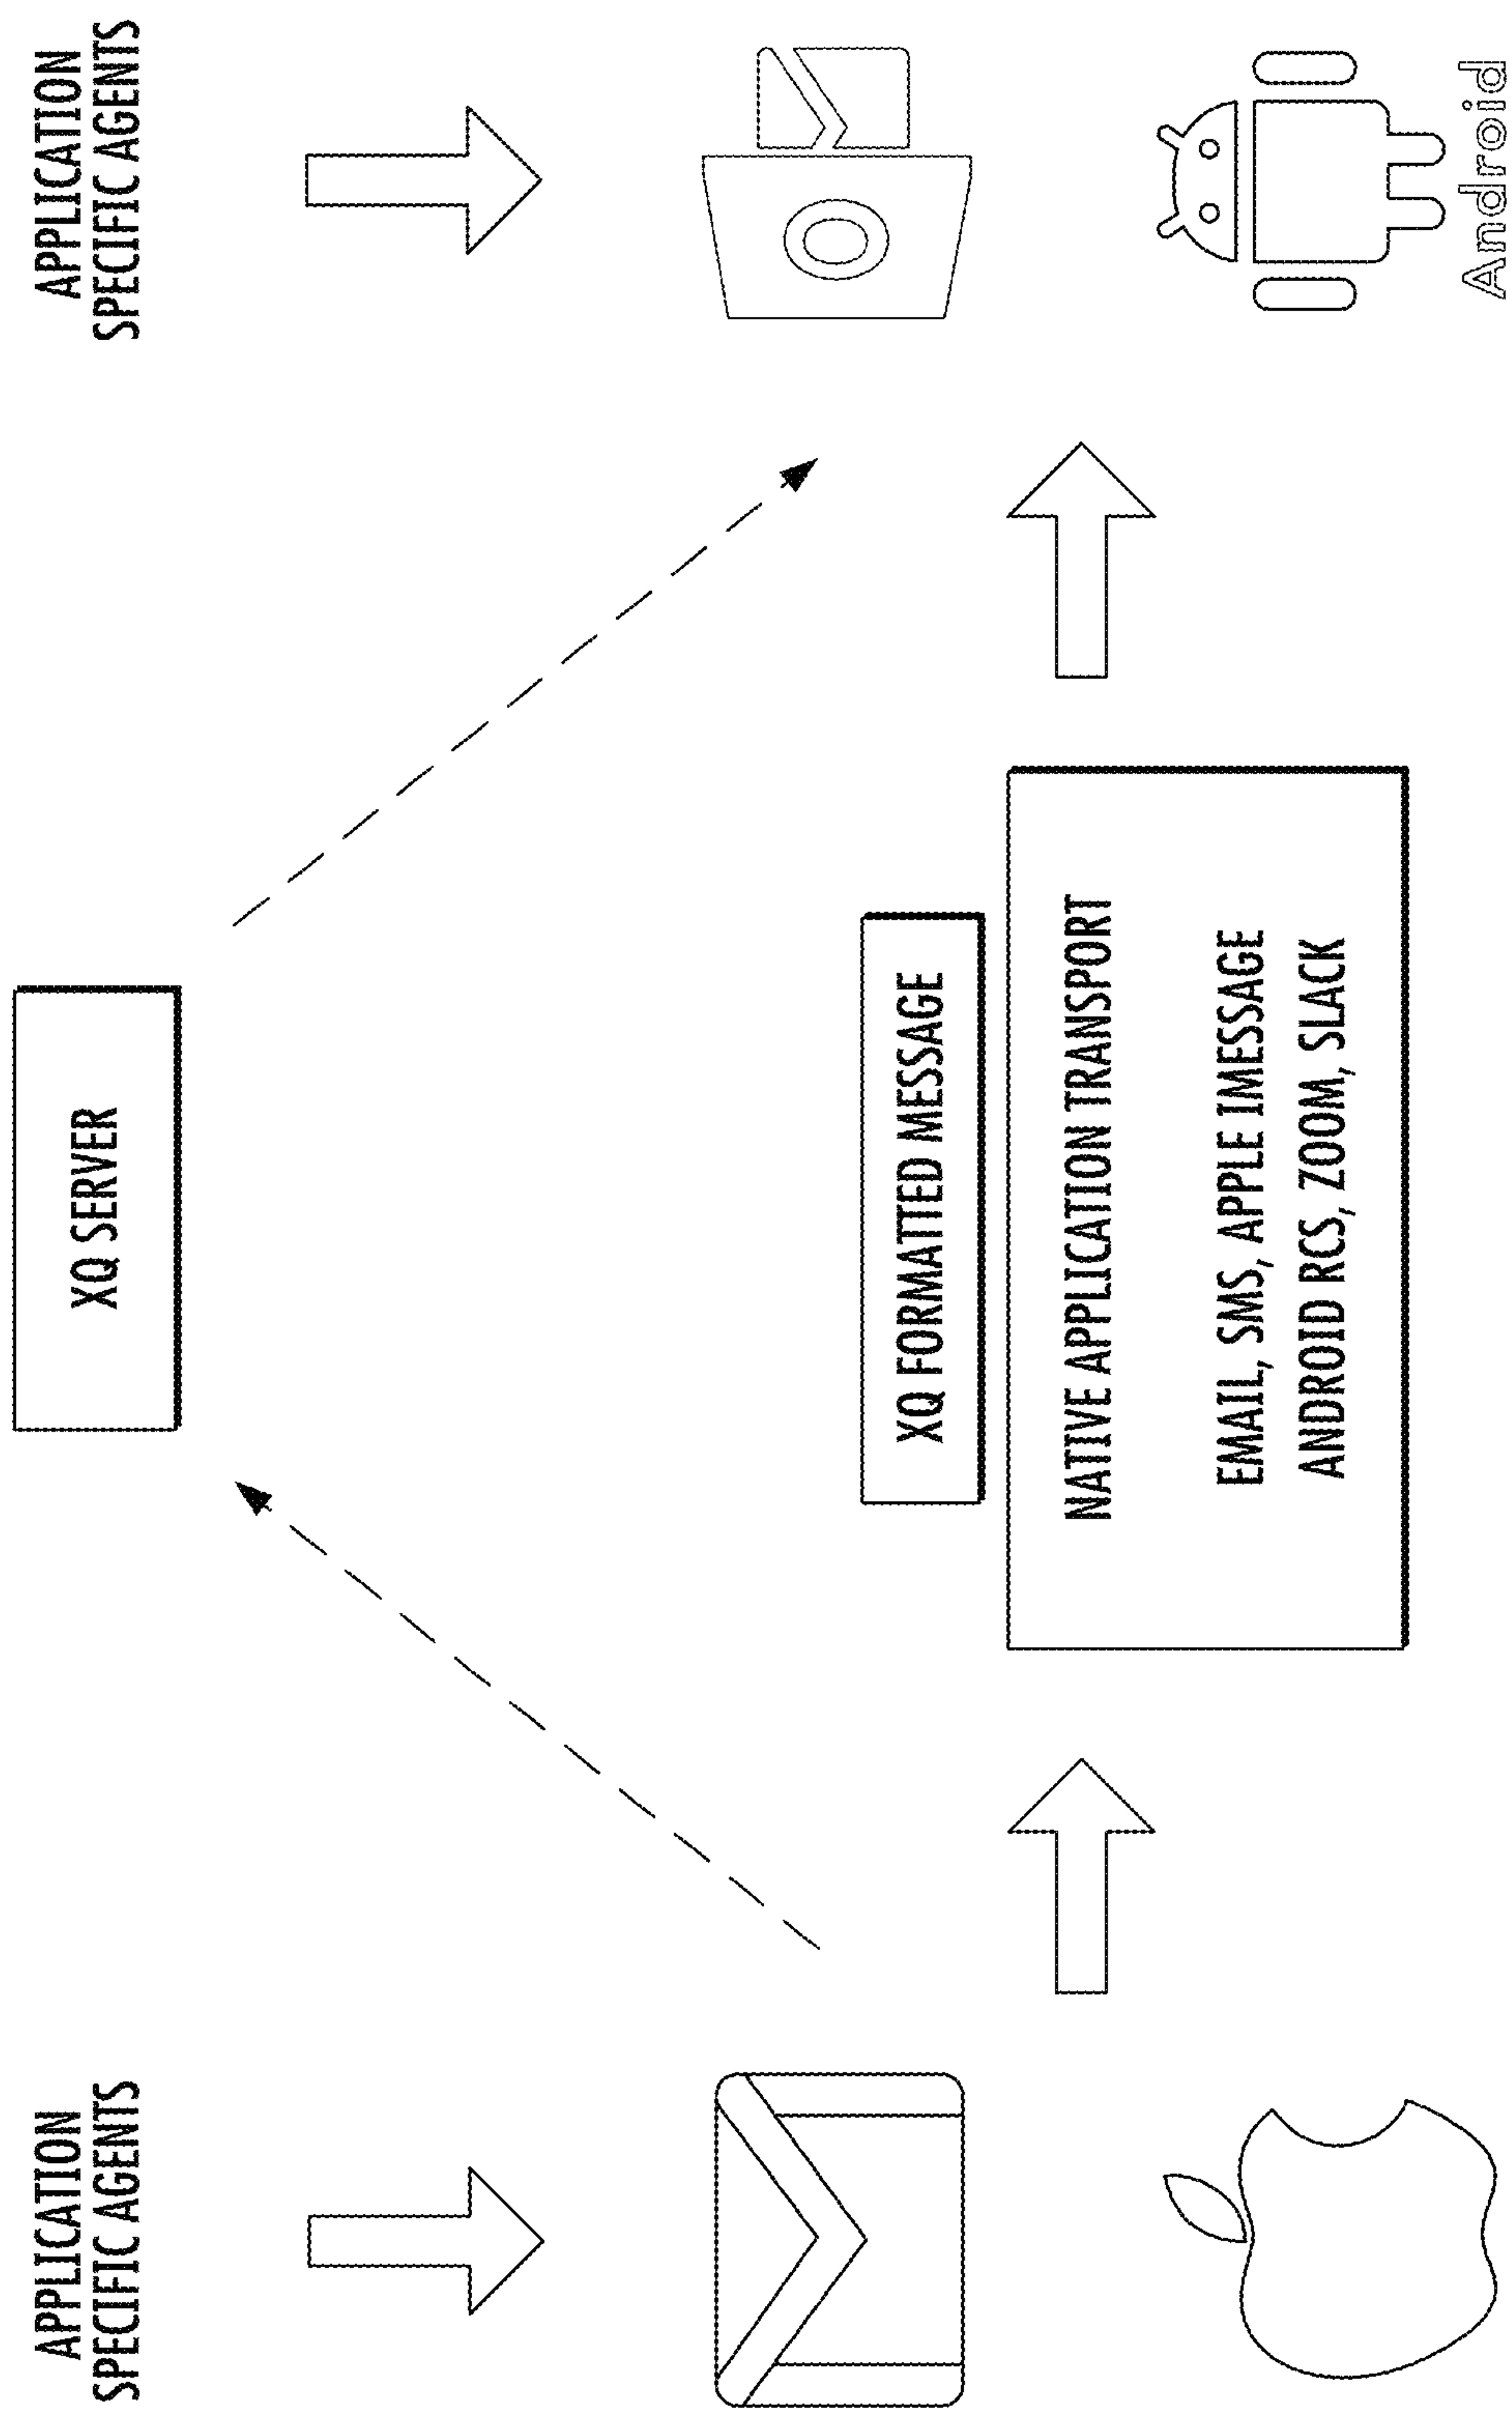 APPLICATION
SPECIFIC AGENTS
XQ SERVER
APPLICATION
SPECIFIC AGENTS
XQ FORMATTED MESSAGE
NATIVE APPLICATION TRANSPORT
EMAIL, SMS, APPLE IMESSAGE
ANDROID RCS, ZOOM, SLACK
Android